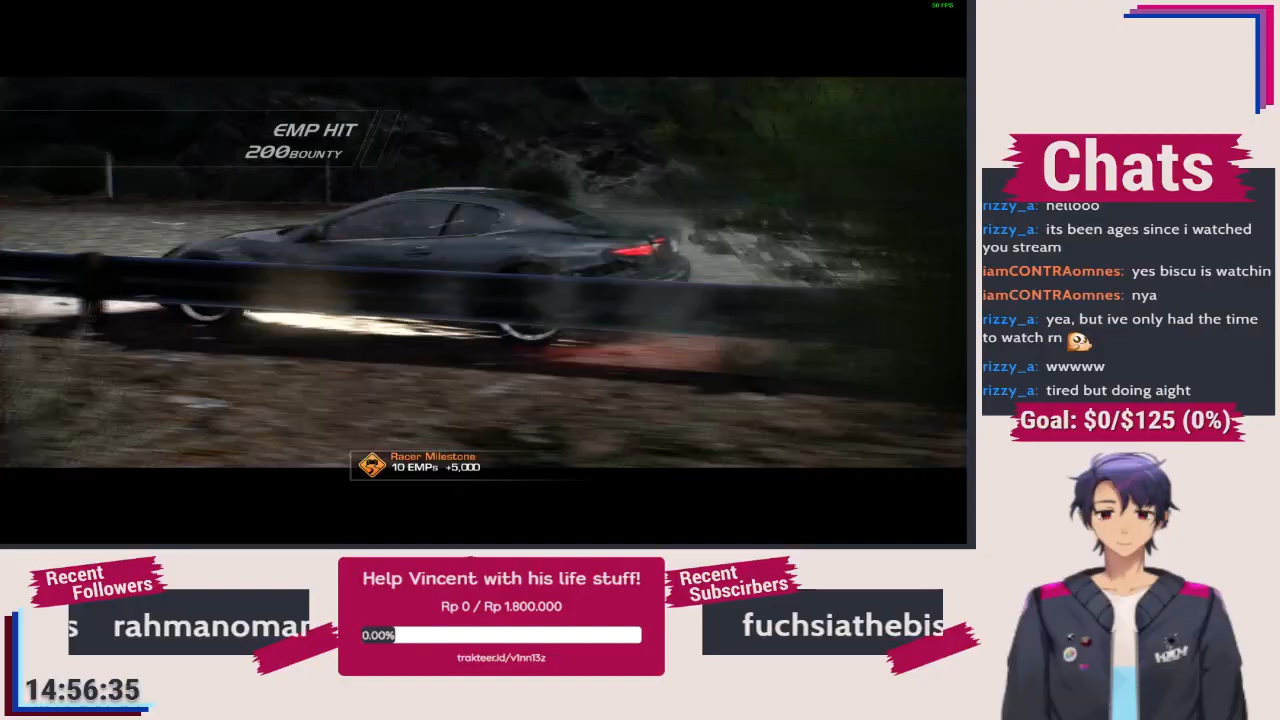 50 FPS
EMP HIT
200 BOUNTY
Racer Milestone
10 EMPs +5,000
Chats
rizzy_a: hellooo
rizzy_a: its been ages since i watched
you stream
iamCONTRAomnes: yes biscu is watchin
iamCONTRAomnes: nya
rizzy_a: yea, but ive only had the time
to watch rn
rizzy_a: wwwww
rizzy_a: tired but doing aight
Goal: $0/$125 (0%)
Recent
Followers
s rahmanomar
Help Vincent with his life stuff!
Rp 0 / Rp 1.800.000
0.00%
trakteer.id/v1nn13z
Recent
Subscirbers
fuchsiathebis
14:56:35